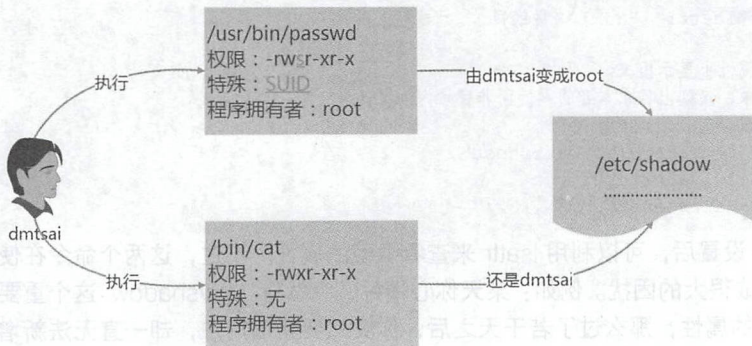 /usr/bin/passwd
权限：-rwsr-xr-x
特殊：SUID
程序拥有者：root
执行
由dmtsai变成root
/etc/shadow
........................
dmtsai
执行
/bin/cat
权限：-rwxr-xr-x
特殊：无
程序拥有者：root
还是dmtsai